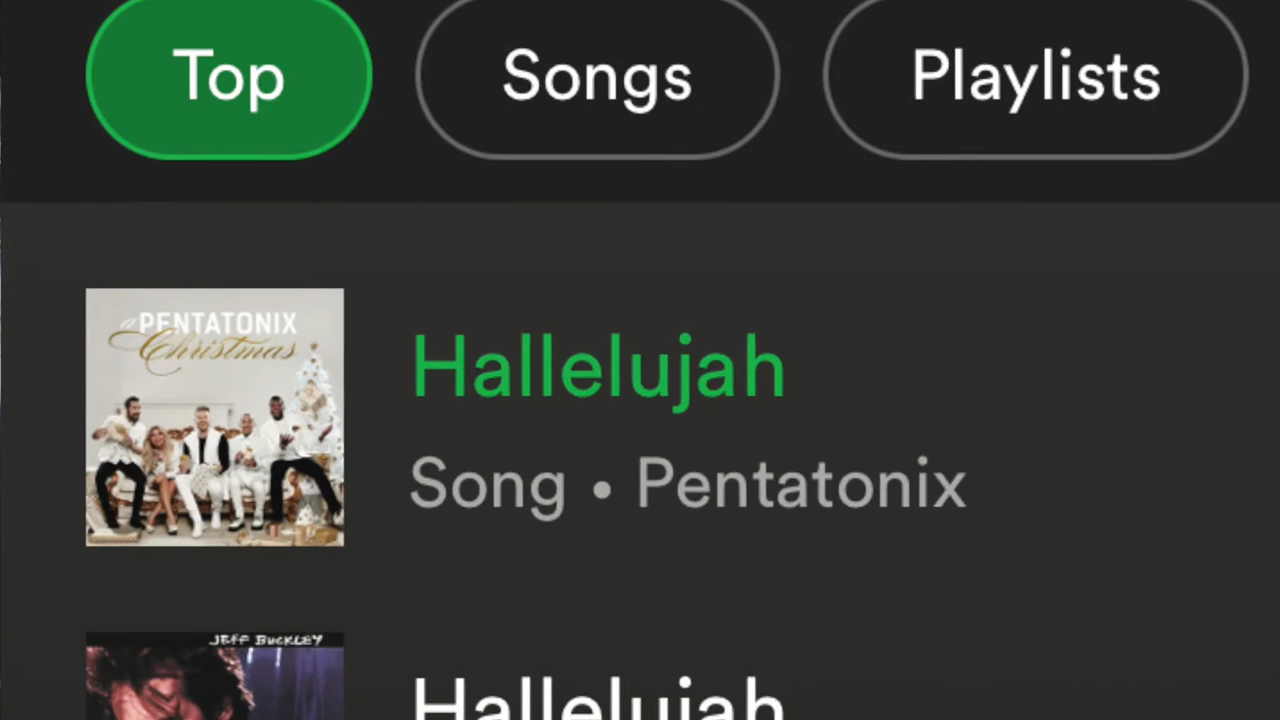 Top
Songs
Playlists
a PENTATONIX
Christmas
Hallelujah
Song • Pentatonix
JEFF BUCKLEY
Hallelujah